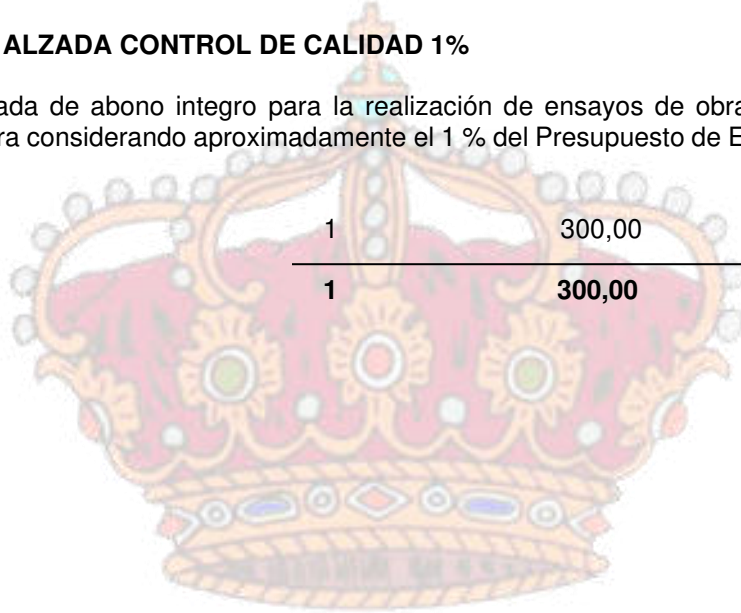 ALZADA CONTROL DE CALIDAD 1%
ada de abono integro para la realización de ensayos de obra
ra considerando aproximadamente el 1 % del Presupuesto de E
1 300,00
1 300,00